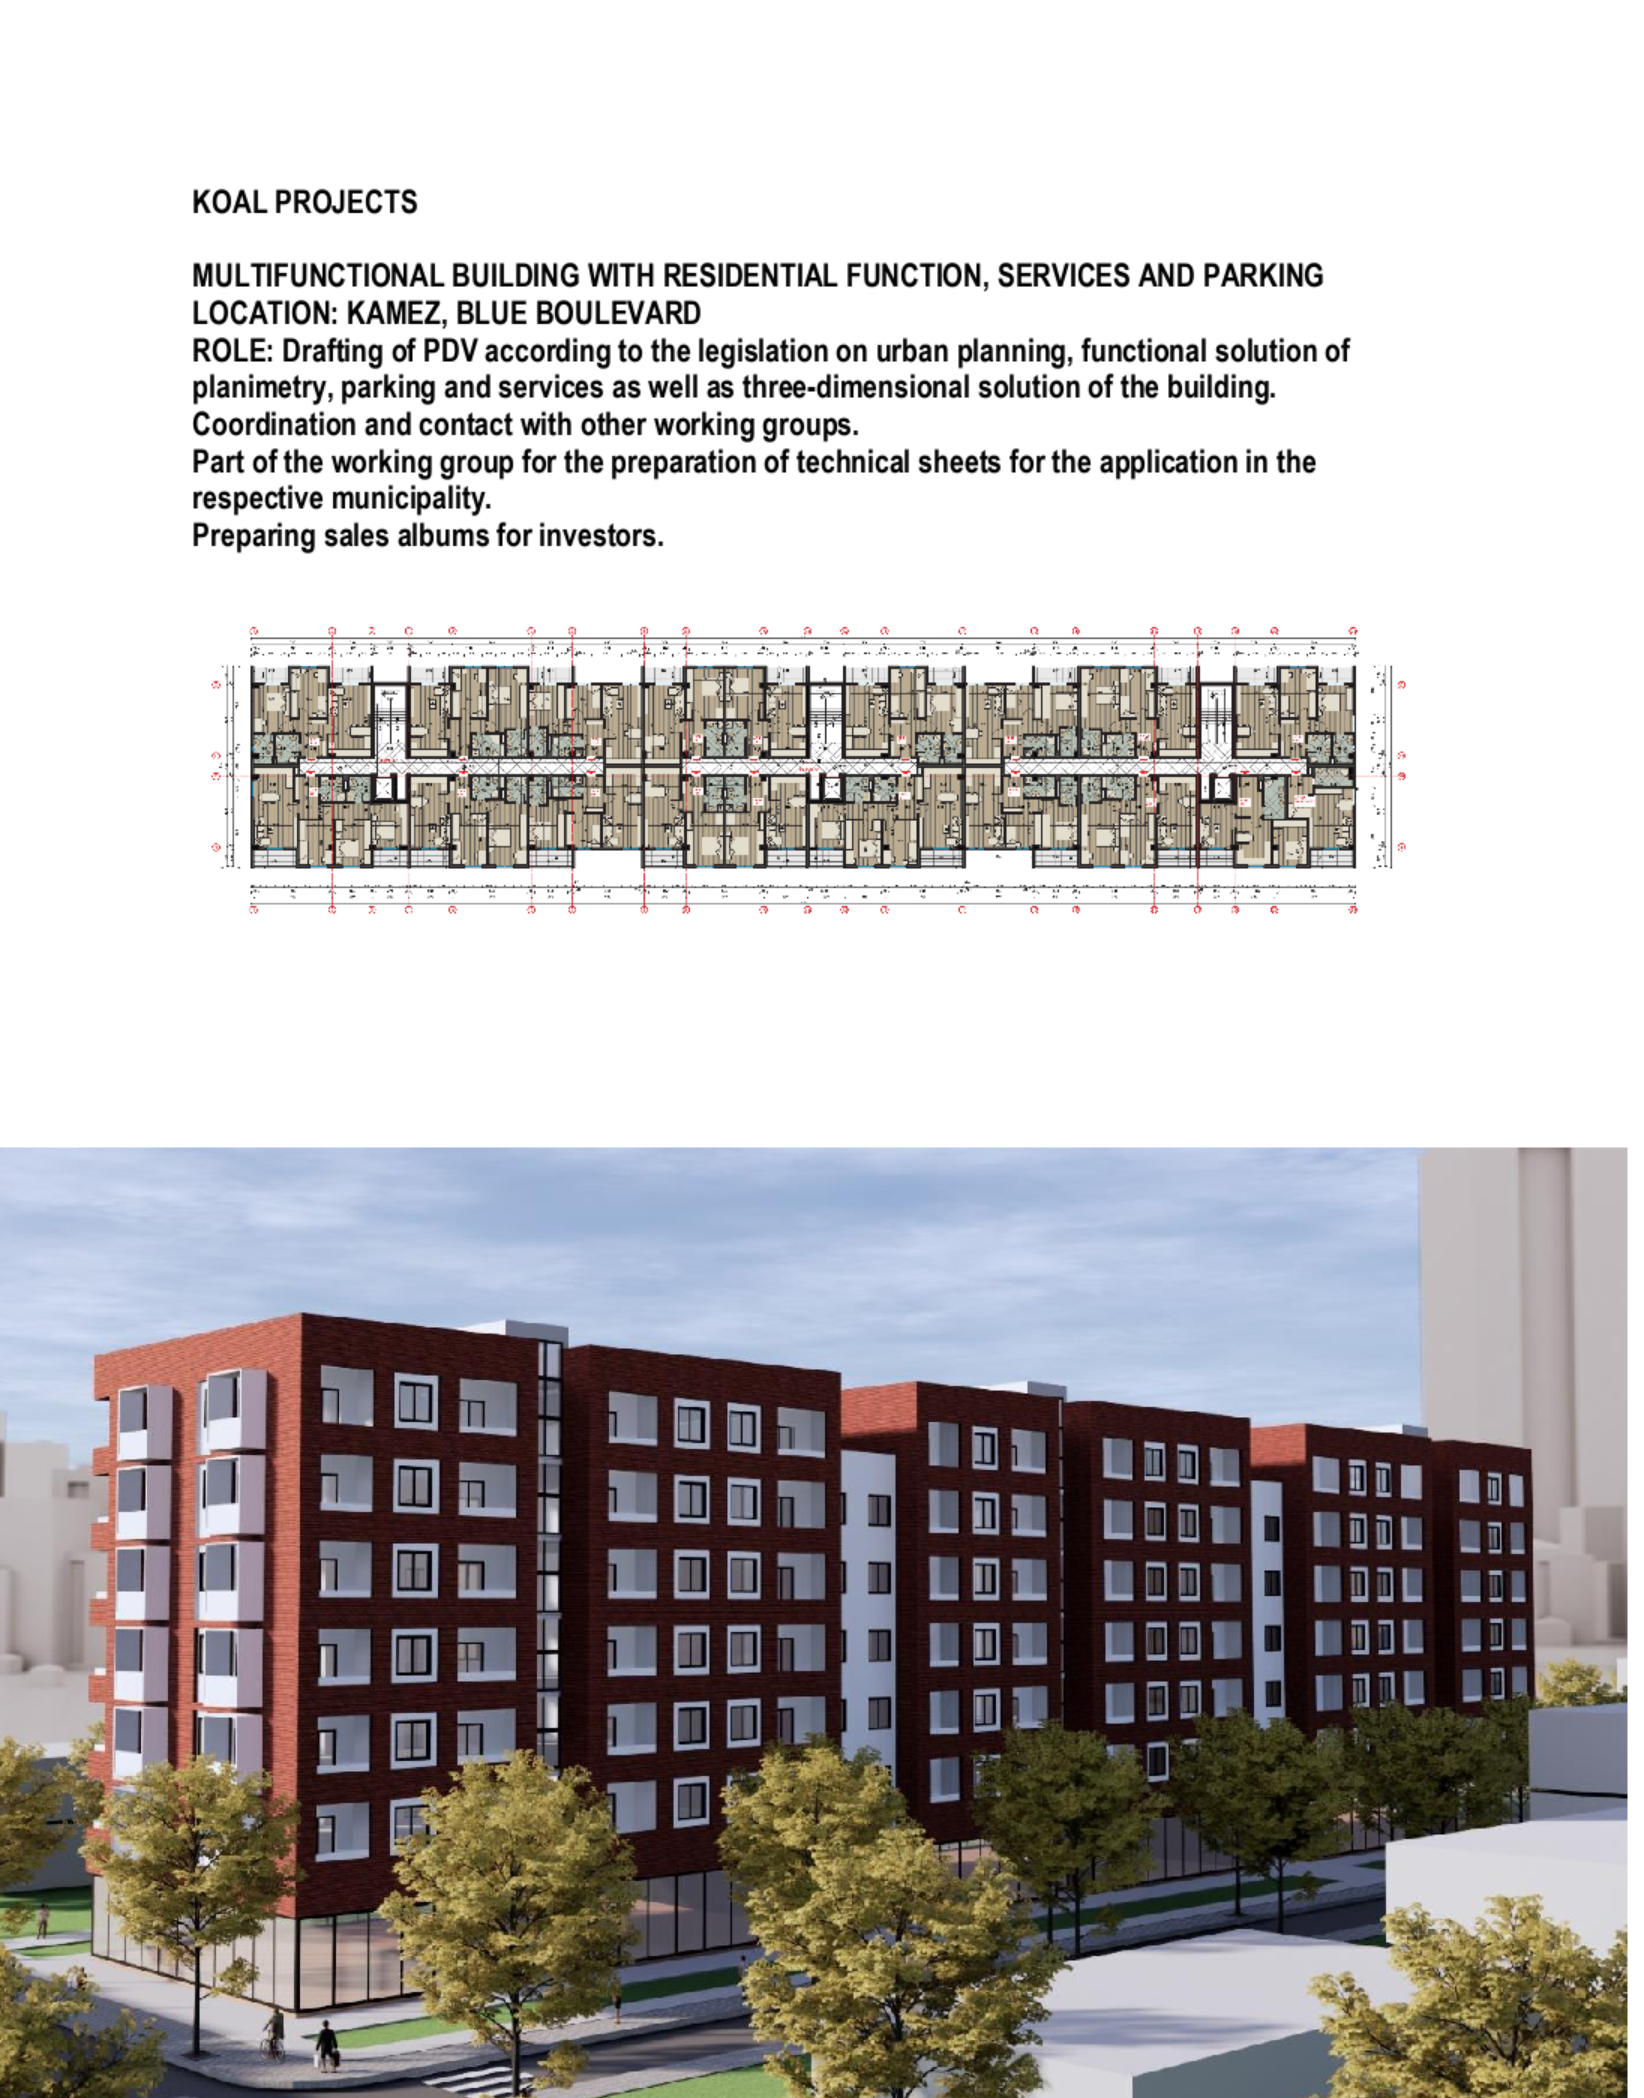 KOAL PROJECTS
MULTIFUNCTIONAL BUILDING WITH RESIDENTIAL FUNCTION, SERVICES AND PARKING
LOCATION: KAMEZ, BLUE BOULEVARD
ROLE: Drafting of PDV according to the legislation on urban planning, functional solution of
planimetry, parking and services as well as three-dimensional solution of the building.
Coordination and contact with other working groups.
Part of the working group for the preparation of technical sheets for the application in the
respective municipality.
Preparing sales albums for investors.